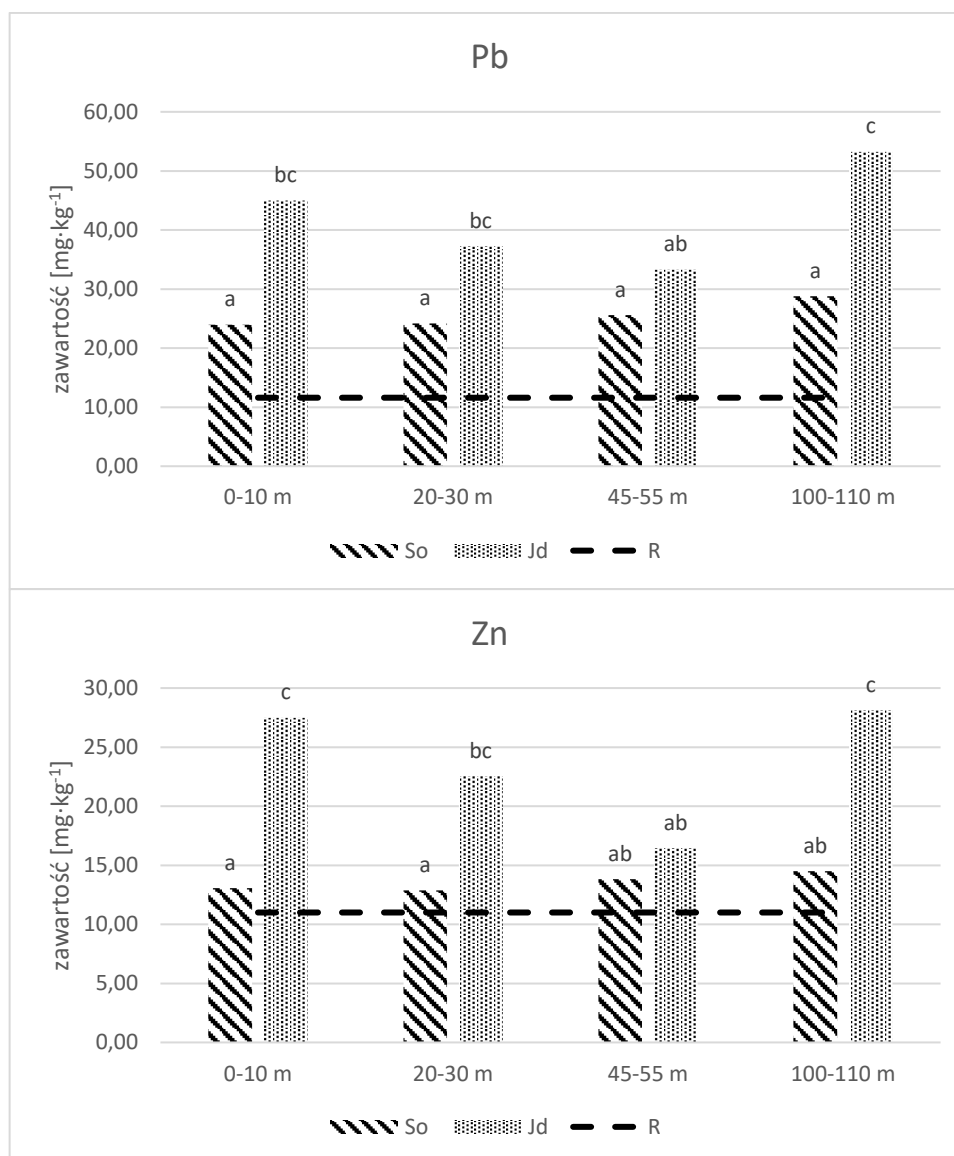 Pb
zawartość [mg·kg⁻¹]
60,00
50,00
40,00
30,00
20,00
10,00
0,00
a
bc
a
bc
a
ab
a
c
0-10 m
20-30 m
45-55 m
100-110 m
So
Jd
R
Zn
zawartość [mg·kg⁻¹]
30,00
25,00
20,00
15,00
10,00
5,00
0,00
a
c
a
bc
ab
ab
ab
c
0-10 m
20-30 m
45-55 m
100-110 m
So
Jd
R